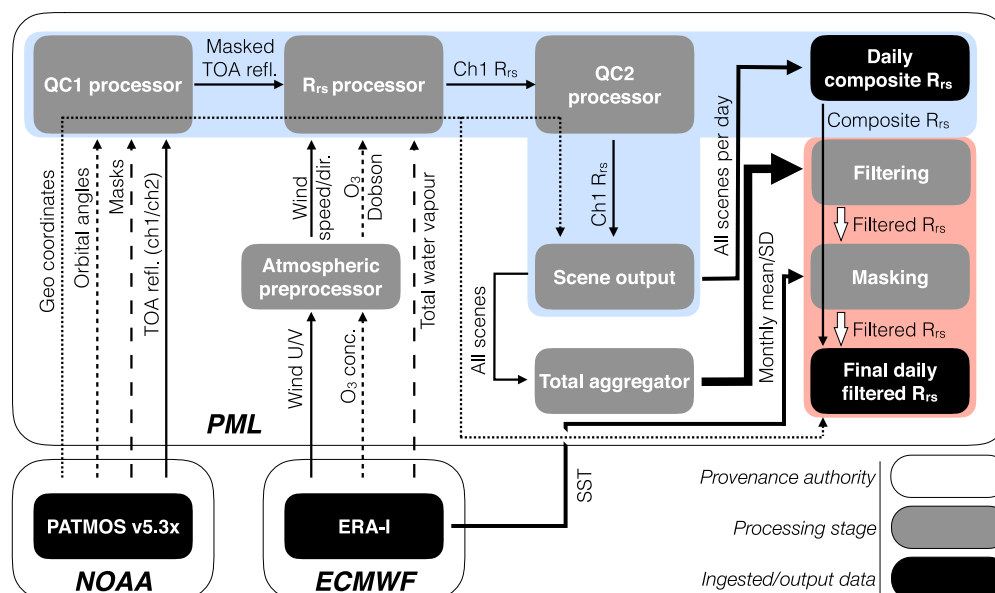 QC1 processor
Masked
TOA refl.
Rrs processor
Ch1 Rrs
QC2
processor
All scenes per day
Daily
composite Rrs
Composite Rrs
Geo coordinates
Orbital angles
Masks
TOA refl. (ch1/ch2)
Wind
speed/dir.
O3
Dobson
Total water vapour
Ch1 Rrs
Filtering
Filtered Rrs
Atmospheric
preprocessor
Scene output
Monthly mean/SD
Masking
Filtered Rrs
Wind U/V
O3 conc.
All scenes
Total aggregator
Final daily
filtered Rrs
PML
SST
PATMOS v5.3x
NOAA
ERA-I
ECMWF
Provenance authority
Processing stage
Ingested/output data